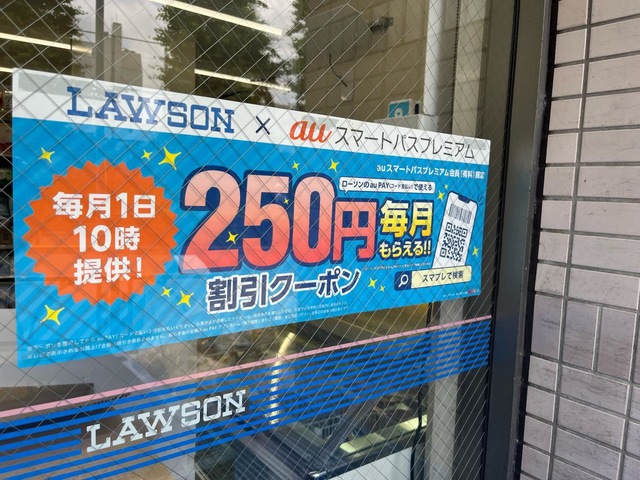 LAWSON × au スマートパスプレミアム
auスマートパスプレミアム会員(有料)限定
毎月1日
10時
提供!
ローソンのau PAY(コード支払い)で使える
250円
毎月
もらえる!!
割引クーポン
スマプレで検索
LAWSON